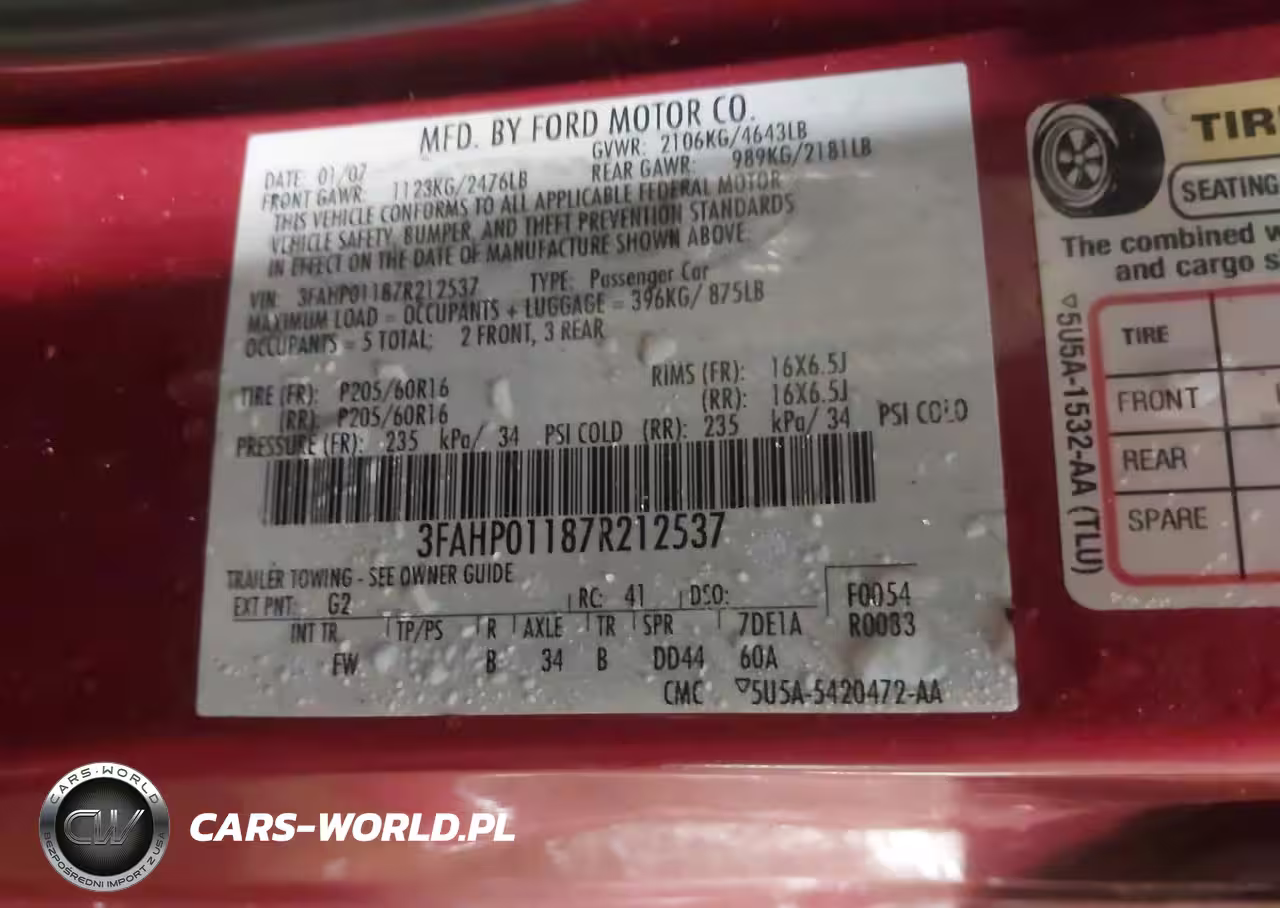 MFD. BY FORD MOTOR CO.
DATE: 01/07
GVWR: 2106KG/4643LB
FRONT GAWR: 1123KG/2476LB
REAR GAWR: 989KG/2181LB
THIS VEHICLE CONFORMS TO ALL APPLICABLE FEDERAL MOTOR
VEHICLE SAFETY, BUMPER, AND THEFT PREVENTION STANDARDS
IN EFFECT ON THE DATE OF MANUFACTURE SHOWN ABOVE.
VIN: 3FAHP01187R212537 TYPE: Passenger Car
MAXIMUM LOAD = OCCUPANTS + LUGGAGE = 396KG/ 875LB
OCCUPANTS = 5 TOTAL: 2 FRONT, 3 REAR
TIRE (FR): P205/60R16 RIMS (FR): 16X6.5J
(RR): P205/60R16 (RR): 16X6.5J
PRESSURE (FR): 235 kPa/ 34 PSI COLD (RR): 235 kPa/ 34 PSI COLD
3FAHP01187R212537
TRAILER TOWING - SEE OWNER GUIDE
EXT PNT: G2 RC: 41 DSO: F0054
INT TR TP/PS R AXLE TR SPR 7DE1A R0083
FW B 34 B DD44 60A
CMC ▽5U5A-5420472-AA
TIR
SEATING
The combined w
and cargo s
▽5U5A-1532-AA (TLU)
TIRE
FRONT
REAR
SPARE
CARS-WORLD
CW
BEZPOŚREDNI IMPORT Z USA
CARS-WORLD.PL